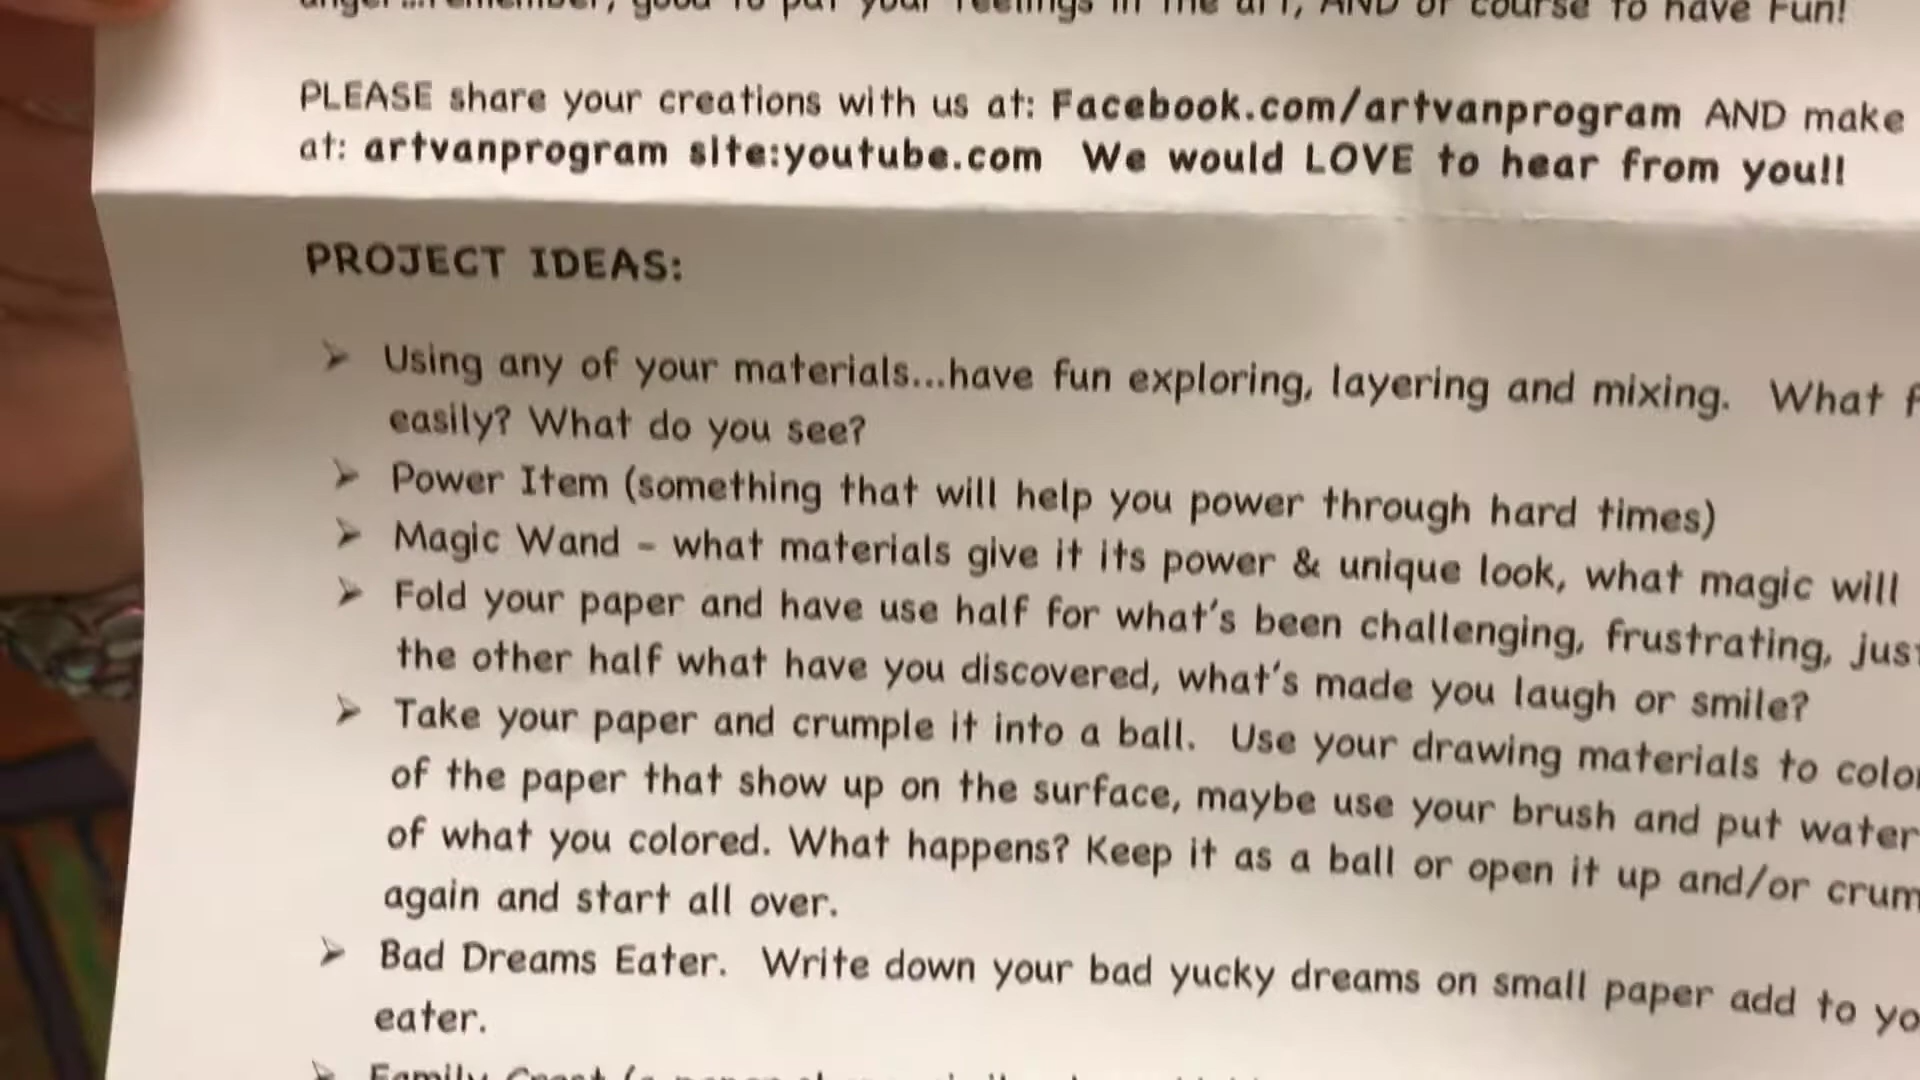 anger...remember, good to put your feelings in the art, AND of course to have Fun!
PLEASE share your creations with us at: Facebook.com/artvanprogram AND make
at: artvanprogram site:youtube.com We would LOVE to hear from you!!
PROJECT IDEAS:
➢ Using any of your materials...have fun exploring, layering and mixing. What
easily? What do you see?
➢ Power Item (something that will help you power through hard times)
➢ Magic Wand – what materials give it its power & unique look, what magic will
➢ Fold your paper and have use half for what's been challenging, frustrating,
the other half what have you discovered, what's made you laugh or smile?
➢ Take your paper and crumple it into a ball. Use your drawing materials to
of the paper that show up on the surface, maybe use your brush and put water
of what you colored. What happens? Keep it as a ball or open it up and/or
again and start all over.
➢ Bad Dreams Eater. Write down your bad yucky dreams on small paper add to
eater.
➢ Family